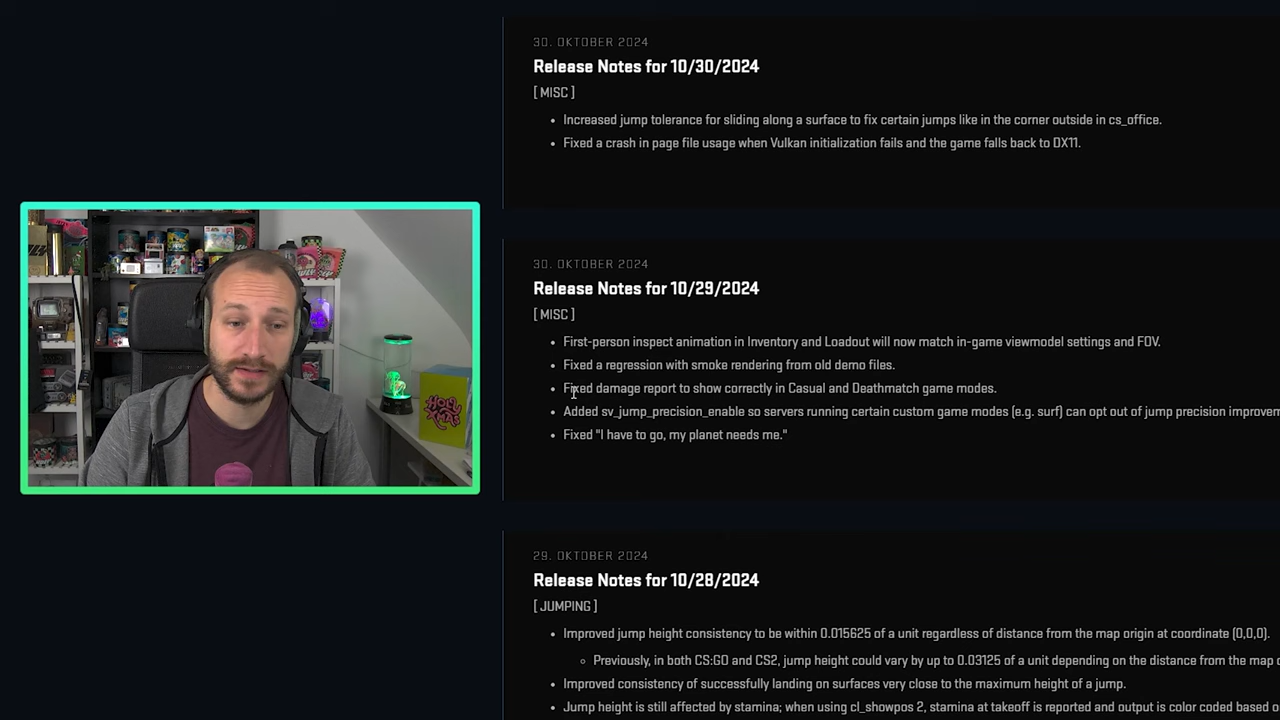 30. OKTOBER 2024
Release Notes for 10/30/2024
[ MISC ]
• Increased jump tolerance for sliding along a surface to fix certain jumps like in the corner outside in cs_office.
• Fixed a crash in page file usage when Vulkan initialization fails and the game falls back to DX11.
30. OKTOBER 2024
Release Notes for 10/29/2024
[ MISC ]
• First-person inspect animation in Inventory and Loadout will now match in-game viewmodel settings and FOV.
• Fixed a regression with smoke rendering from old demo files.
• Fixed damage report to show correctly in Casual and Deathmatch game modes.
• Added sv_jump_precision_enable so servers running certain custom game modes (e.g. surf) can opt out of jump precision improvem
• Fixed "I have to go, my planet needs me."
29. OKTOBER 2024
Release Notes for 10/28/2024
[ JUMPING ]
• Improved jump height consistency to be within 0.015625 of a unit regardless of distance from the map origin at coordinate (0,0,0).
◦ Previously, in both CS:GO and CS2, jump height could vary by up to 0.03125 of a unit depending on the distance from the map
• Improved consistency of successfully landing on surfaces very close to the maximum height of a jump.
• Jump height is still affected by stamina; when using cl_showpos 2, stamina at takeoff is reported and output is color coded based